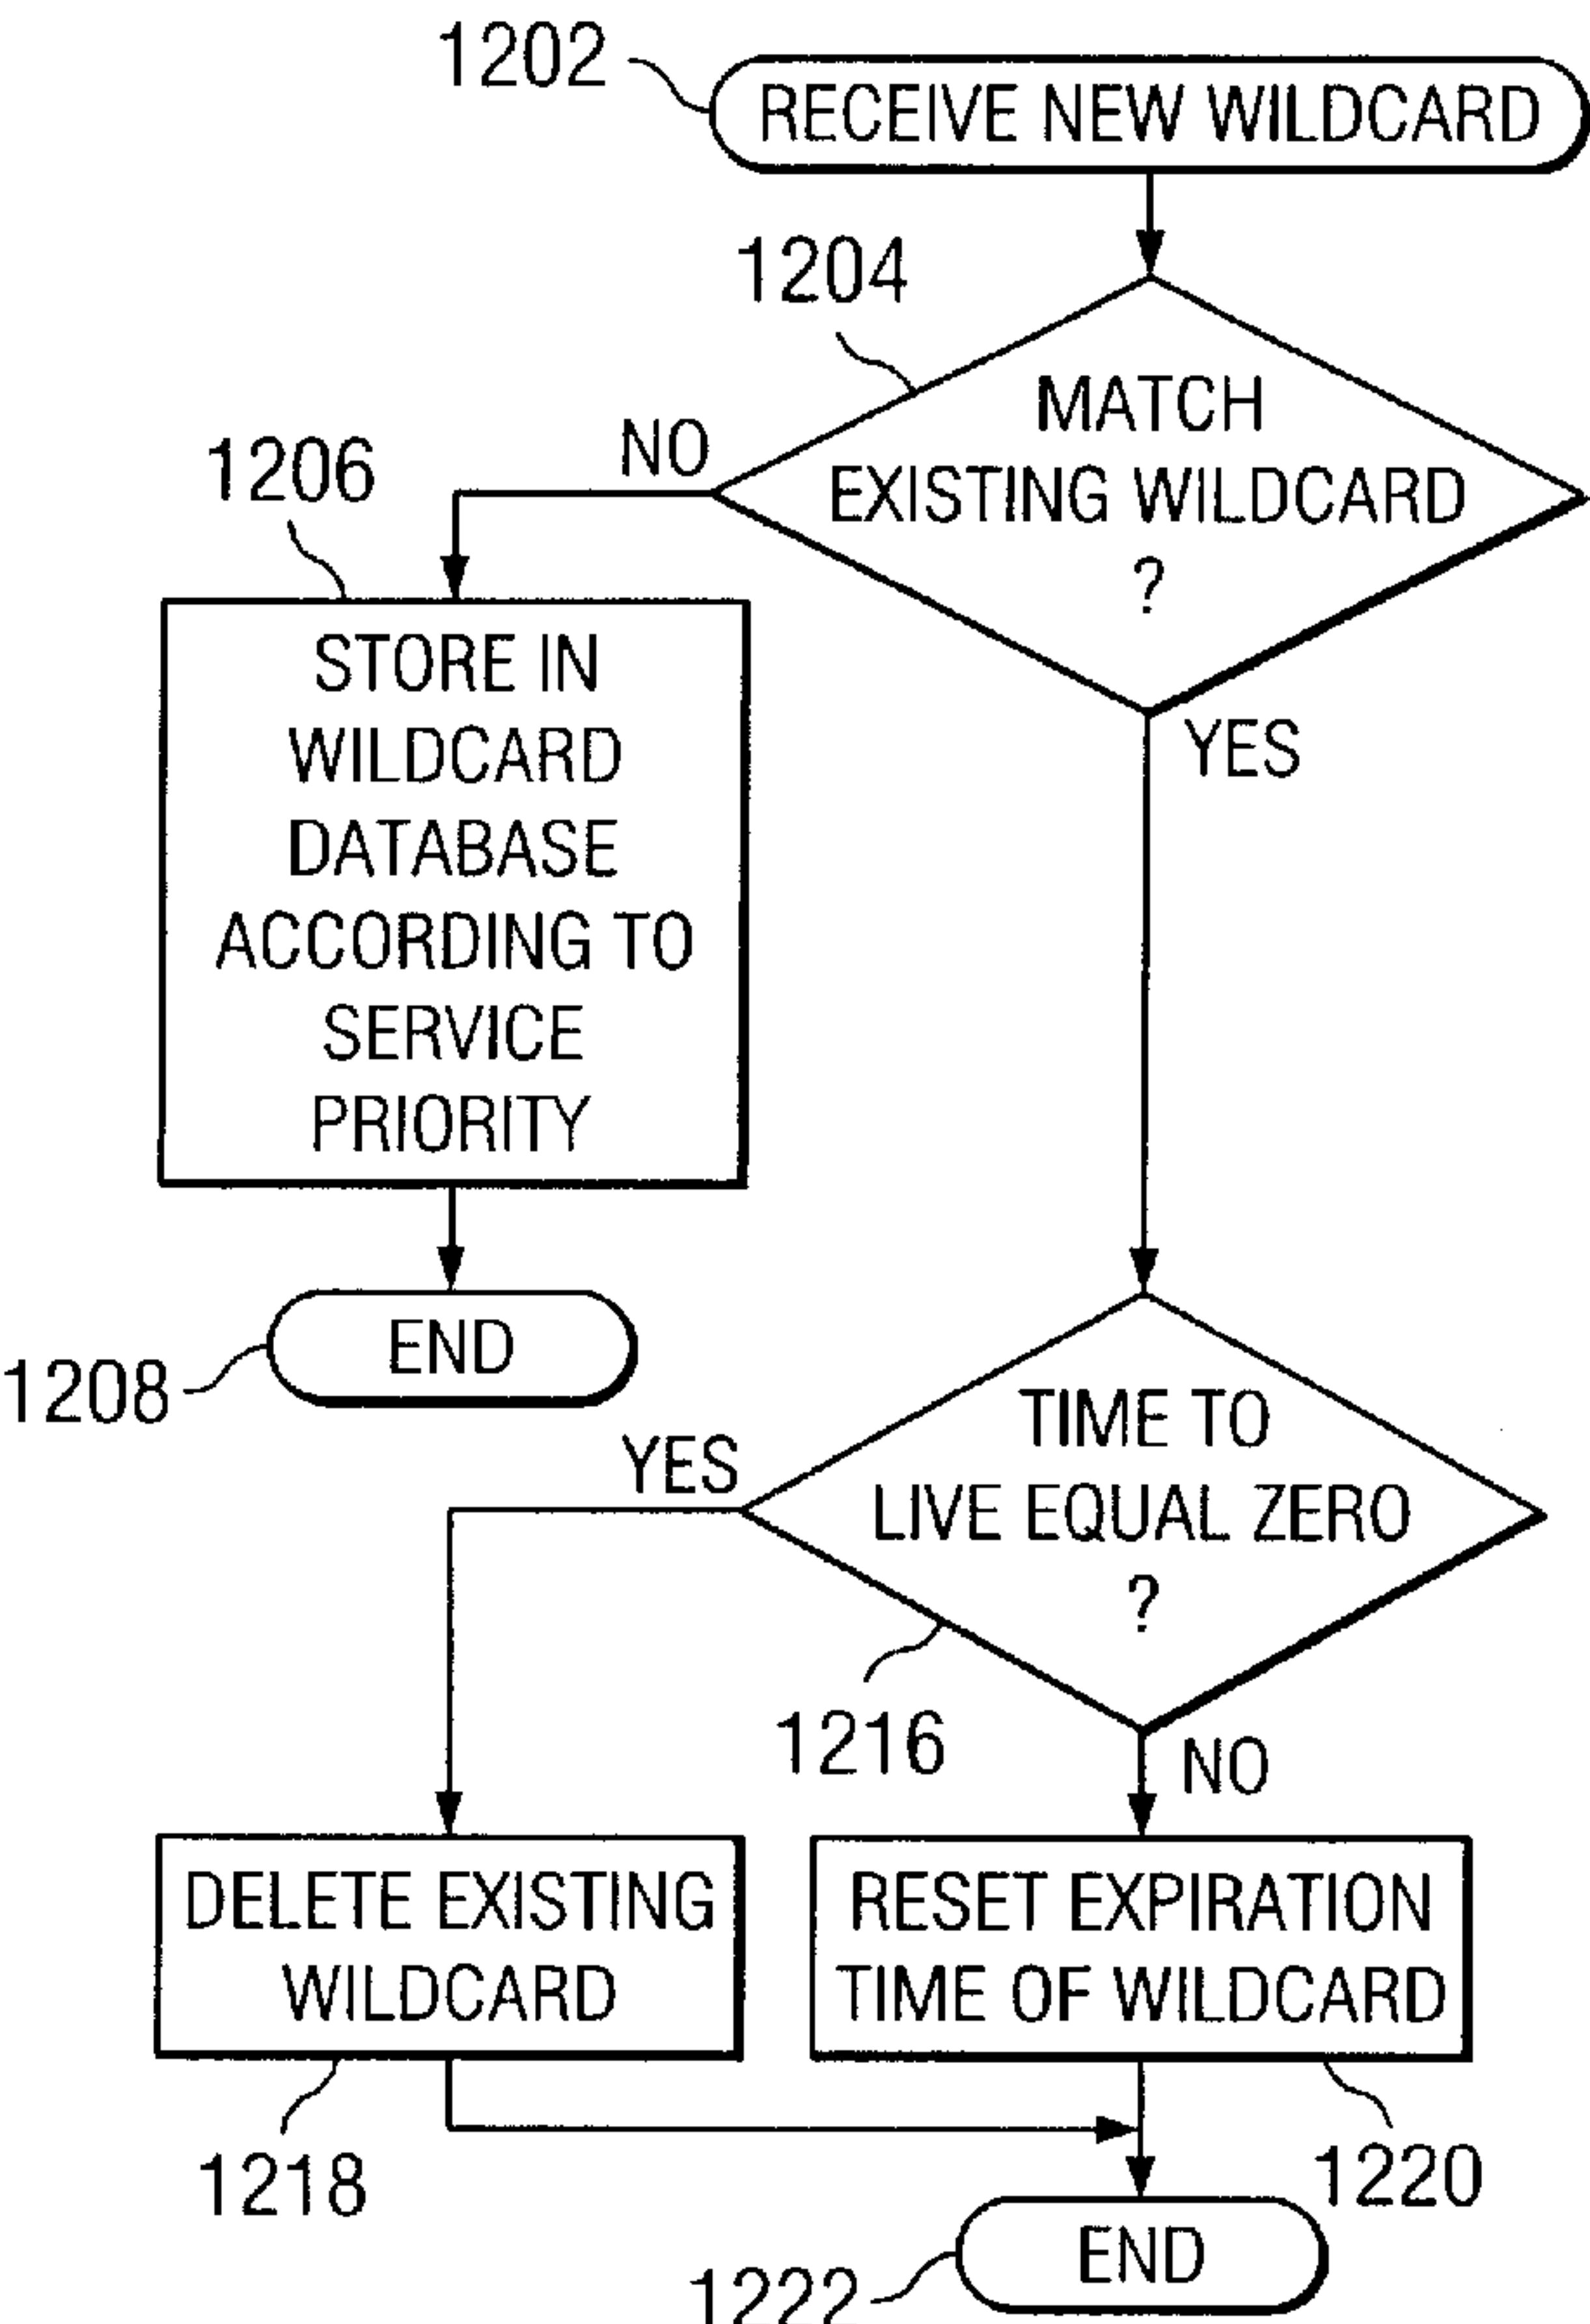 1202
RECEIVE NEW WILDCARD
1204
MATCH
EXISTING WILDCARD
?
NO
YES
1206
STORE IN
WILDCARD
DATABASE
ACCORDING TO
SERVICE
PRIORITY
END
1208
TIME TO
LIVE EQUAL ZERO
?
YES
1216
NO
DELETE EXISTING
WILDCARD
RESET EXPIRATION
TIME OF WILDCARD
1218
1220
END
1222